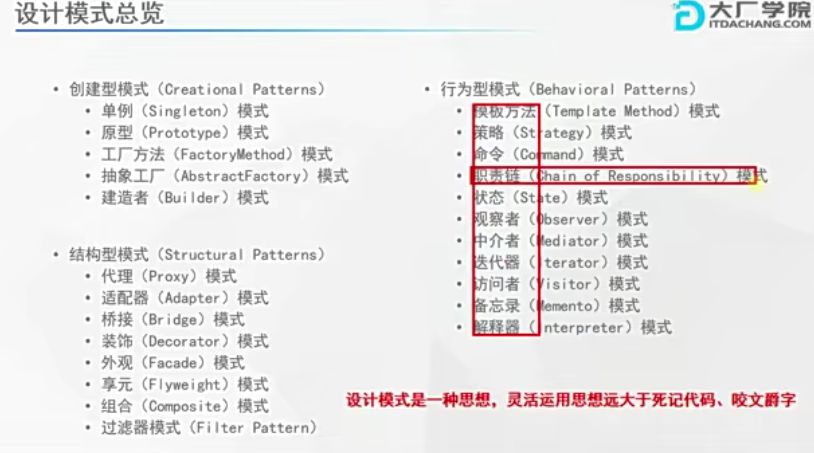 设计模式总览
大厂学院
ITDACHANG.COM
• 创建型模式（Creational Patterns）
• 单例（Singleton）模式
• 原型（Prototype）模式
• 工厂方法（FactoryMethod）模式
• 抽象工厂（AbstractFactory）模式
• 建造者（Builder）模式
• 结构型模式（Structural Patterns）
• 代理（Proxy）模式
• 适配器（Adapter）模式
• 桥接（Bridge）模式
• 装饰（Decorator）模式
• 外观（Facade）模式
• 享元（Flyweight）模式
• 组合（Composite）模式
• 过滤器模式（Filter Pattern）
• 行为型模式（Behavioral Patterns）
• 模板方法（Template Method）模式
• 策略（Strategy）模式
• 命令（Command）模式
• 职责链（Chain of Responsibility）模式
• 状态（State）模式
• 观察者（Observer）模式
• 中介者（Mediator）模式
• 迭代器（Iterator）模式
• 访问者（Visitor）模式
• 备忘录（Memento）模式
• 解释器（Interpreter）模式
设计模式是一种思想，灵活运用思想远大于死记代码、咬文爵字